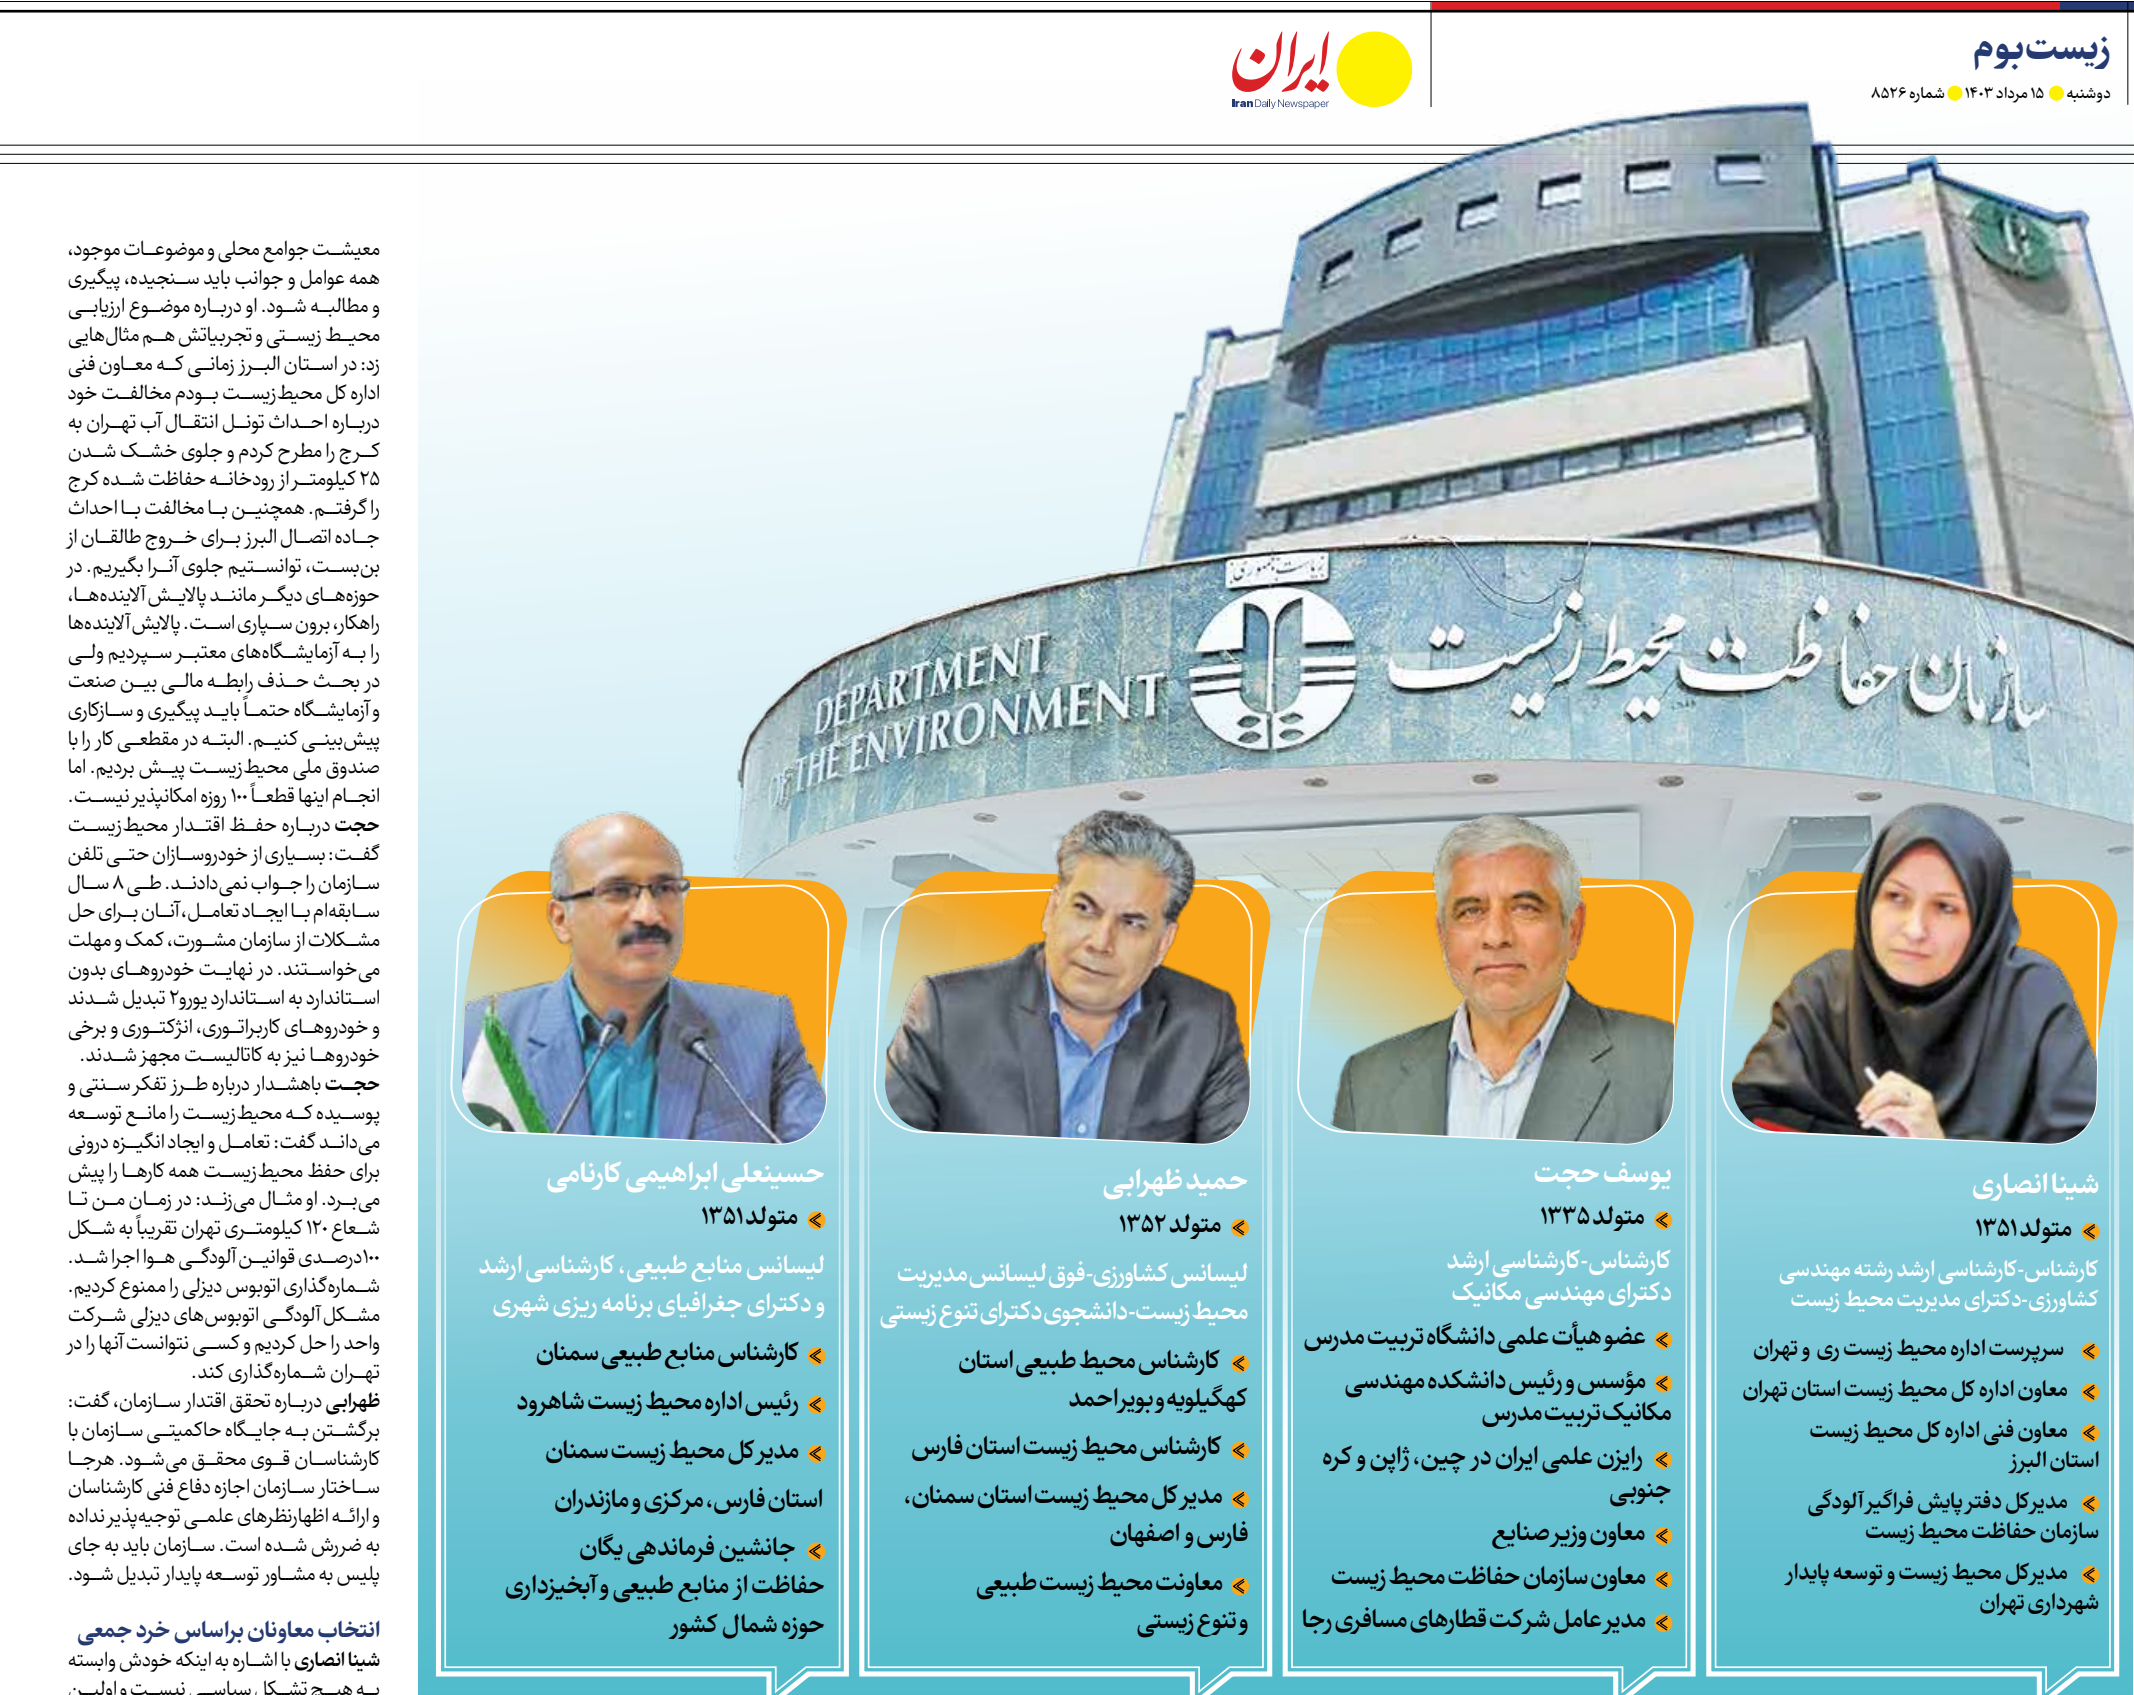 زیست‌بوم
دوشنبه ۱۵ مرداد ۱۴۰۳ شماره ۸۵۲۶
ایران
Iran Daily Newspaper
ریاست جمهوری
سازمان حفاظت محیط زیست
DEPARTMENT
OF THE ENVIRONMENT
شینا انصاری
متولد ۱۳۵۱
کارشناس-کارشناسی ارشد رشته مهندسی
کشاورزی-دکترای مدیریت محیط زیست
سرپرست اداره محیط زیست ری و تهران
معاون اداره کل محیط زیست استان تهران
معاون فنی اداره کل محیط زیست
استان البرز
مدیرکل دفتر پایش فراگیر آلودگی
سازمان حفاظت محیط زیست
مدیرکل محیط زیست و توسعه پایدار
شهرداری تهران
یوسف حجت
متولد ۱۳۳۵
کارشناس-کارشناسی ارشد
دکترای مهندسی مکانیک
عضو هیأت علمی دانشگاه تربیت مدرس
مؤسس و رئیس دانشکده مهندسی
مکانیک تربیت مدرس
رایزن علمی ایران در چین، ژاپن و کره
جنوبی
معاون وزیر صنایع
معاون سازمان حفاظت محیط زیست
مدیر عامل شرکت قطارهای مسافری رجا
حمید ظهرابی
متولد ۱۳۵۲
لیسانس کشاورزی-فوق لیسانس مدیریت
محیط زیست-دانشجوی دکترای تنوع زیستی
کارشناس محیط طبیعی استان
کهگیلویه و بویر احمد
کارشناس محیط زیست استان فارس
مدیر کل محیط زیست استان سمنان،
فارس و اصفهان
معاونت محیط زیست طبیعی
و تنوع زیستی
حسینعلی ابراهیمی کارنامی
متولد ۱۳۵۱
لیسانس منابع طبیعی، کارشناسی ارشد
و دکترای جغرافیای برنامه ریزی شهری
کارشناس منابع طبیعی سمنان
رئیس اداره محیط زیست شاهرود
مدیر کل محیط زیست سمنان
استان فارس، مرکزی و مازندران
جانشین فرماندهی یگان
حفاظت از منابع طبیعی و آبخیزداری
حوزه شمال کشور
معیشت جوامع محلی و موضوعات موجود،
همه عوامل و جوانب باید سنجیده، پیگیری
و مطالبه شود. او درباره موضوع ارزیابی
محیط زیستی و تجربیاتش هم مثال‌هایی
زد: در استان البرز زمانی که معاون فنی
اداره کل محیط‌زیست بودم مخالفت خود
درباره احداث تونل انتقال آب تهران به
کرج را مطرح کردم و جلوی خشک شدن
۲۵ کیلومتر از رودخانه حفاظت شده کرج
را گرفتم. همچنین با مخالفت با احداث
جاده اتصال البرز برای خروج طالقان از
بن‌بست، توانستیم جلوی آنرا بگیریم. در
حوزه‌های دیگر مانند پالایش آلاینده‌ها،
راهکار، برون سپاری است. پالایش آلاینده‌ها
را به آزمایشگاه‌های معتبر سپردیم ولی
در بحث حذف رابطه مالی بین صنعت
و آزمایشگاه حتماً باید پیگیری و سازکاری
پیش‌بینی کنیم. البته در مقطعی کار را با
صندوق ملی محیط‌زیست پیش بردیم. اما
انجام اینها قطعاً ۱۰۰ روزه امکانپذیر نیست.
حجت درباره حفظ اقتدار محیط‌زیست
گفت: بسیاری از خودروسازان حتی تلفن
سازمان را جواب نمی‌دادند. طی ۸ سال
سابقه‌ام با ایجاد تعامل، آنان برای حل
مشکلات از سازمان مشورت، کمک و مهلت
می‌خواستند. در نهایت خودروهای بدون
استاندارد به استاندارد یورو۲ تبدیل شدند
و خودروهای کاربراتوری، انژکتوری و برخی
خودروها نیز به کاتالیست مجهز شدند.
حجت باهشدار درباره طرز تفکر سنتی و
پوسیده که محیط‌زیست را مانع توسعه
می‌داند گفت: تعامل و ایجاد انگیزه درونی
برای حفظ محیط‌زیست همه کارها را پیش
می‌برد. او مثال می‌زند: در زمان من تا
شعاع ۱۲۰ کیلومتری تهران تقریباً به شکل
۱۰۰درصدی قوانین آلودگی هوا اجرا شد.
شماره‌گذاری اتوبوس دیزلی را ممنوع کردیم.
مشکل آلودگی اتوبوس‌های دیزلی شرکت
واحد را حل کردیم و کسی نتوانست آنها را در
تهران شماره‌گذاری کند.
ظهرابی درباره تحقق اقتدار سازمان، گفت:
برگشتن به جایگاه حاکمیتی سازمان با
کارشناسان قوی محقق می‌شود. هرجا
ساختار سازمان اجازه دفاع فنی کارشناسان
و ارائه اظهارنظرهای علمی توجیه‌پذیر نداده
به ضررش شده است. سازمان باید به جای
پلیس به مشاور توسعه پایدار تبدیل شود.
انتخاب معاونان براساس خرد جمعی
شینا انصاری با اشاره به اینکه خودش وابسته
به هیچ تشکل سیاسی نیست و اولین